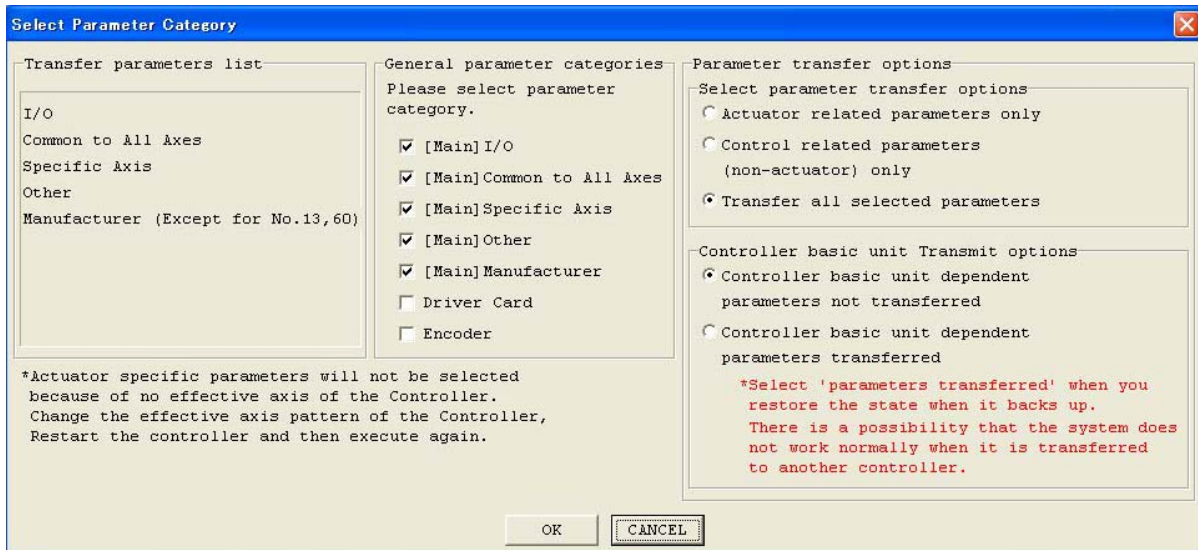 Select Parameter Category
Transfer parameters list
I/O
Common to All Axes
Specific Axis
Other
Manufacturer (Except for No.13,60)
General parameter categories
Please select parameter
category.
[Main]I/O
[Main]Common to All Axes
[Main]Specific Axis
[Main]Other
[Main]Manufacturer
Driver Card
Encoder
*Actuator specific parameters will not be selected
because of no effective axis of the Controller.
Change the effective axis pattern of the Controller,
Restart the controller and then execute again.
Parameter transfer options
Select parameter transfer options
Actuator related parameters only
Control related parameters
(non-actuator) only
Transfer all selected parameters
Controller basic unit Transmit options
Controller basic unit dependent
parameters not transferred
Controller basic unit dependent
parameters transferred
*Select 'parameters transferred' when you
restore the state when it backs up.
There is a possibility that the system does
not work normally when it is transferred
to another controller.
OK
CANCEL